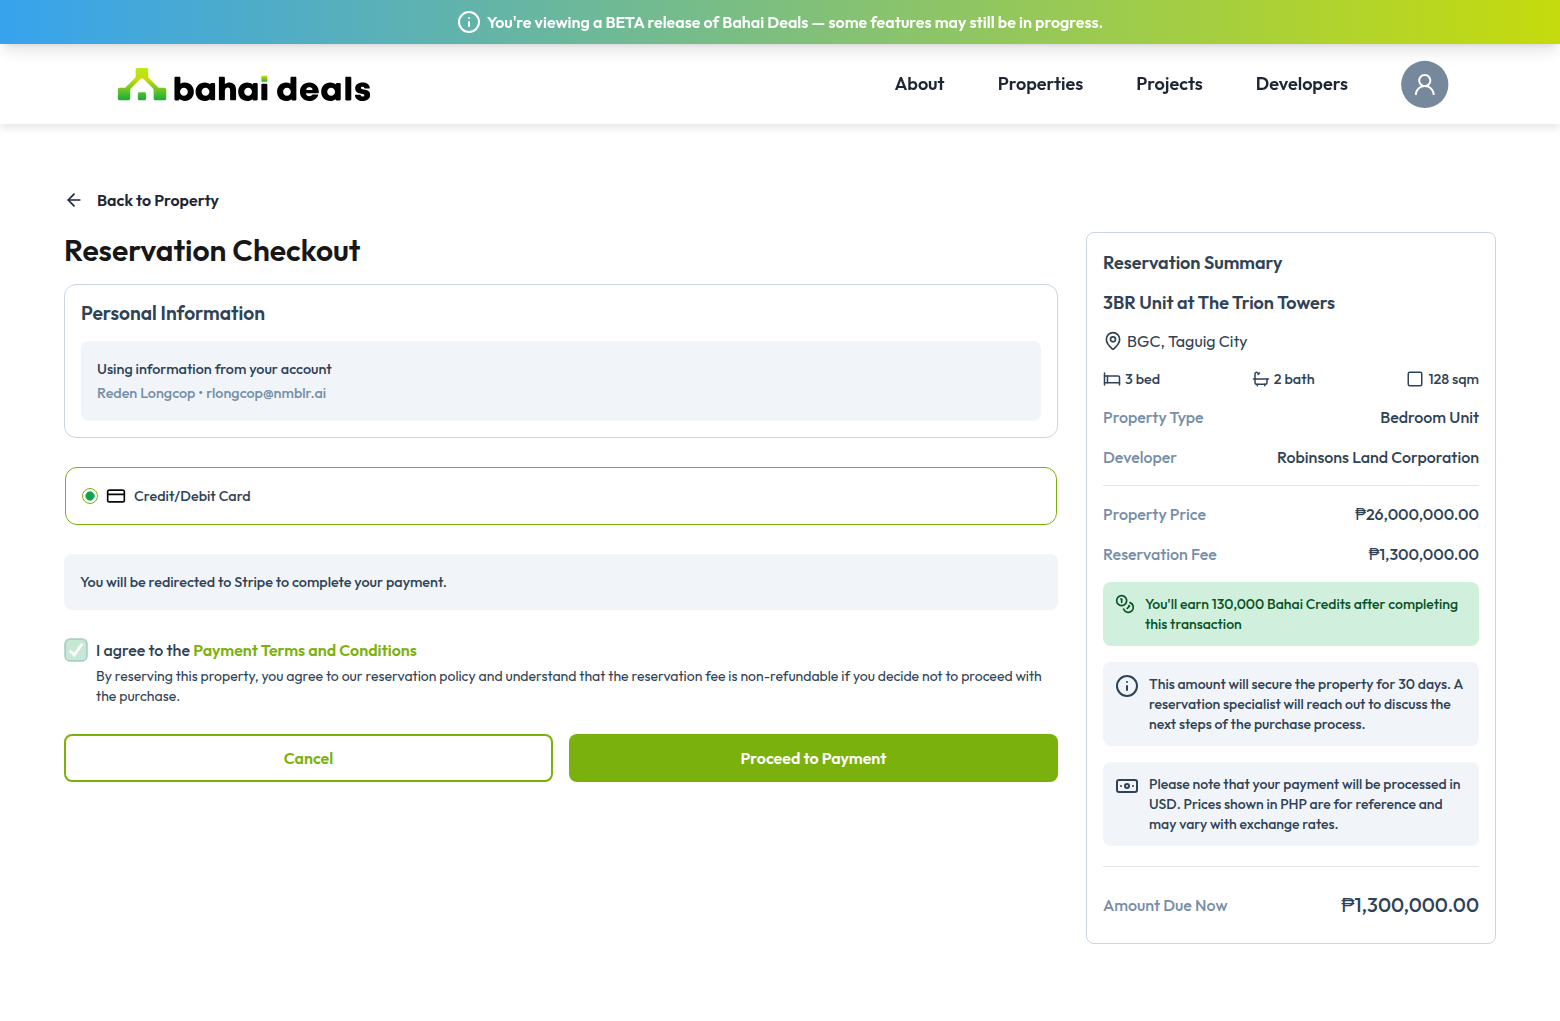 You're viewing a BETA release of Bahai Deals — some features may still be in progress.
bahai deals
About
Properties
Projects
Developers
Back to Property
Reservation Checkout
Personal Information
Using information from your account
Reden Longcop • rlongcop@nmblr.ai
Credit/Debit Card
You will be redirected to Stripe to complete your payment.
I agree to the Payment Terms and Conditions
By reserving this property, you agree to our reservation policy and understand that the reservation fee is non-refundable if you decide not to proceed with
the purchase.
Cancel
Proceed to Payment
Reservation Summary
3BR Unit at The Trion Towers
BGC, Taguig City
3 bed
2 bath
128 sqm
Property Type
Bedroom Unit
Developer
Robinsons Land Corporation
Property Price
₱26,000,000.00
Reservation Fee
₱1,300,000.00
You'll earn 130,000 Bahai Credits after completing
this transaction
This amount will secure the property for 30 days. A
reservation specialist will reach out to discuss the
next steps of the purchase process.
Please note that your payment will be processed in
USD. Prices shown in PHP are for reference and
may vary with exchange rates.
Amount Due Now
₱1,300,000.00